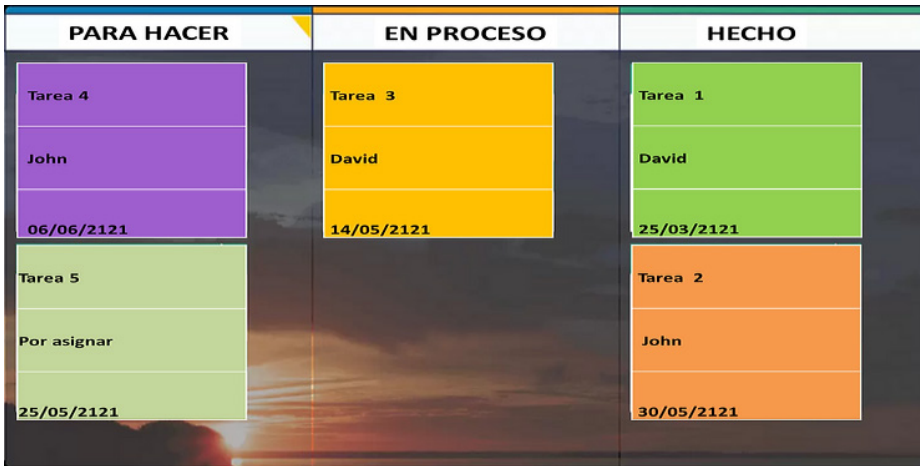 PARA HACER
EN PROCESO
HECHO
Tarea 4
John
06/06/2121
Tarea 5
Por asignar
25/05/2121
Tarea 3
David
14/05/2121
Tarea 1
David
25/03/2121
Tarea 2
John
30/05/2121